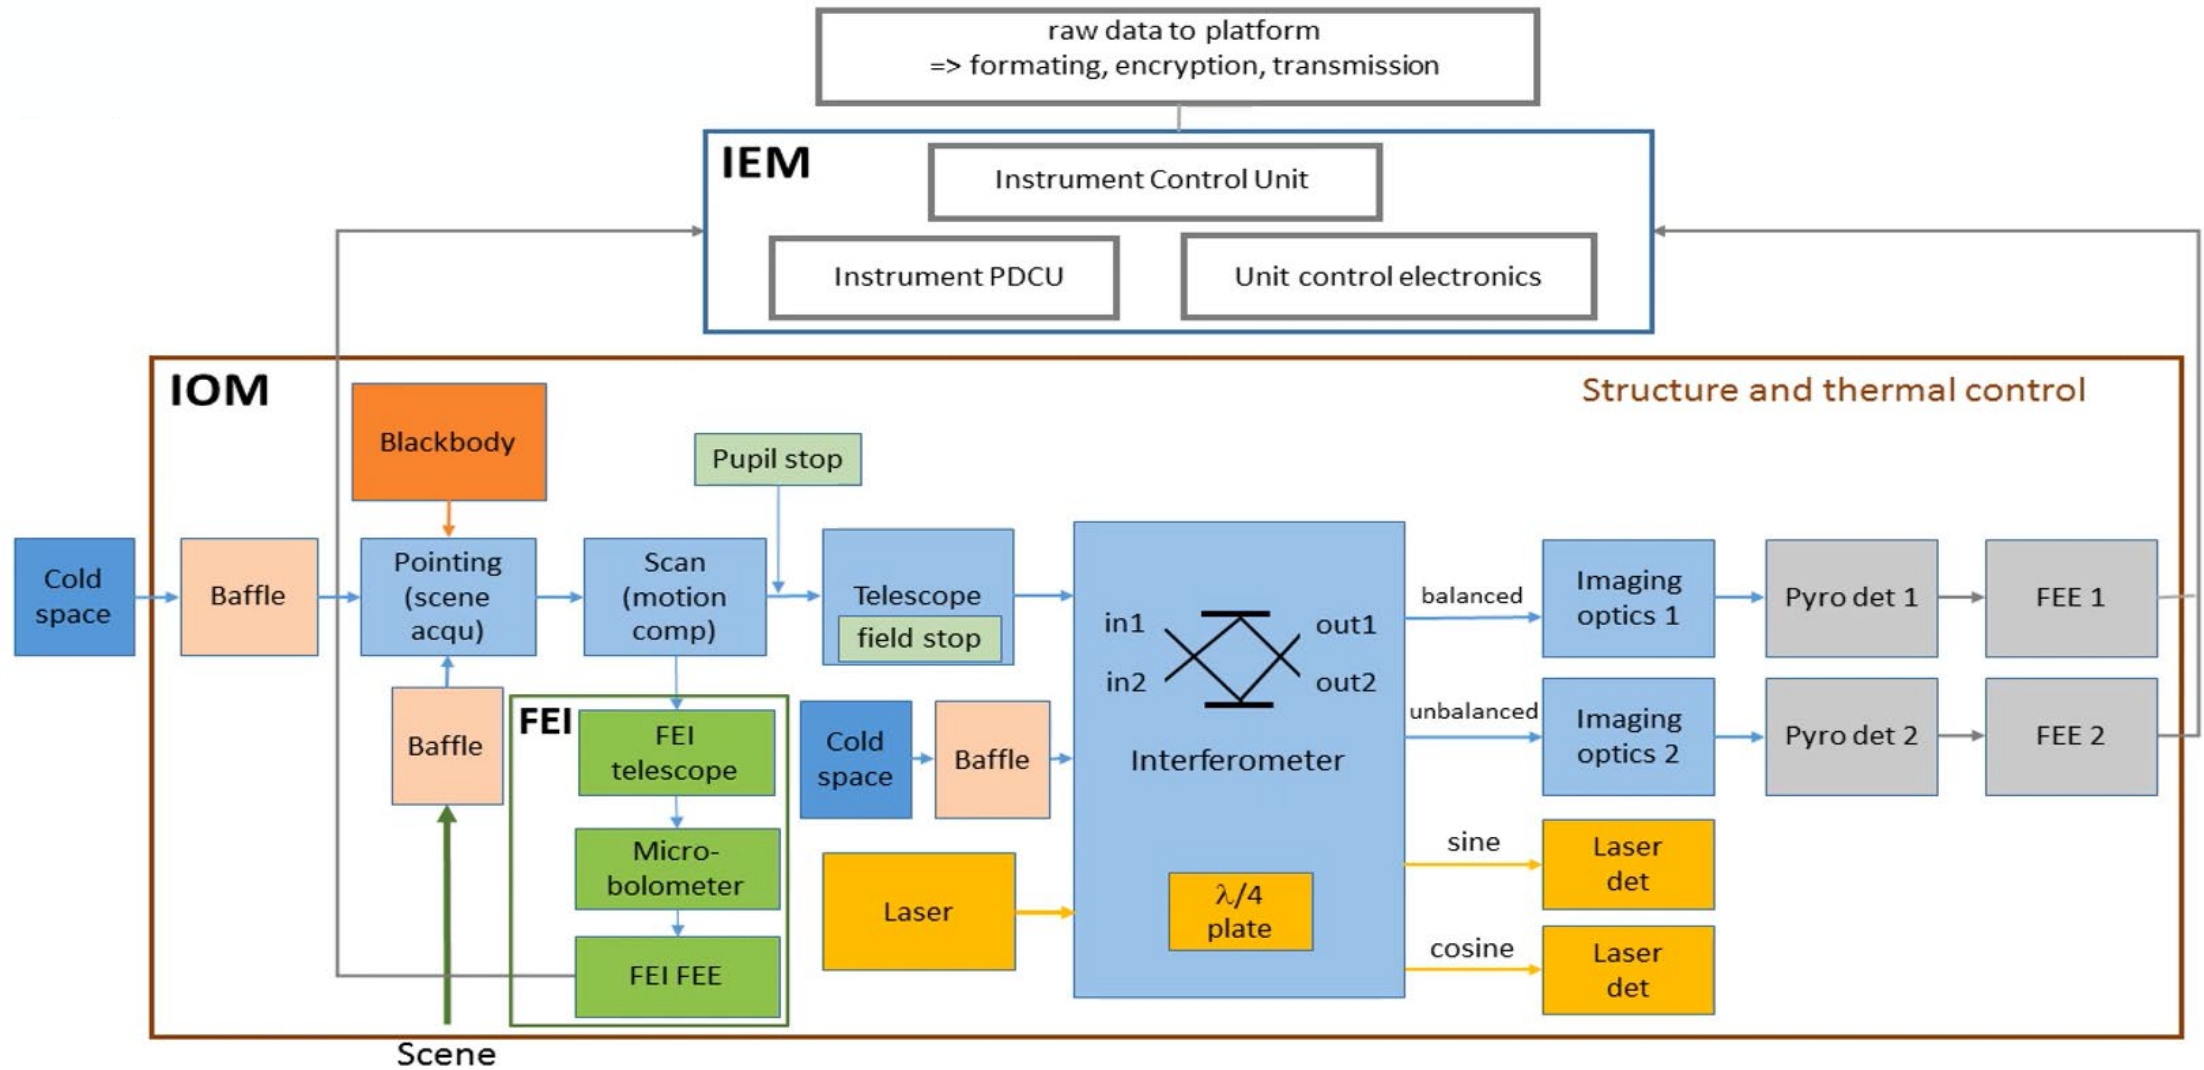 raw data to platform
=> formating, encryption, transmission
IEM
Instrument Control Unit
Instrument PDCU
Unit control electronics
IOM
Structure and thermal control
Blackbody
Pupil stop
Cold
space
Baffle
Pointing
(scene
acqu)
Scan
(motion
comp)
Telescope
field stop
in1
in2
out1
out2
Interferometer
λ/4
plate
balanced
Imaging
optics 1
Pyro det 1
FEE 1
unbalanced
Imaging
optics 2
Pyro det 2
FEE 2
Baffle
FEI
FEI
telescope
Micro-
bolometer
FEI FEE
Cold
space
Baffle
Laser
sine
Laser
det
cosine
Laser
det
Scene